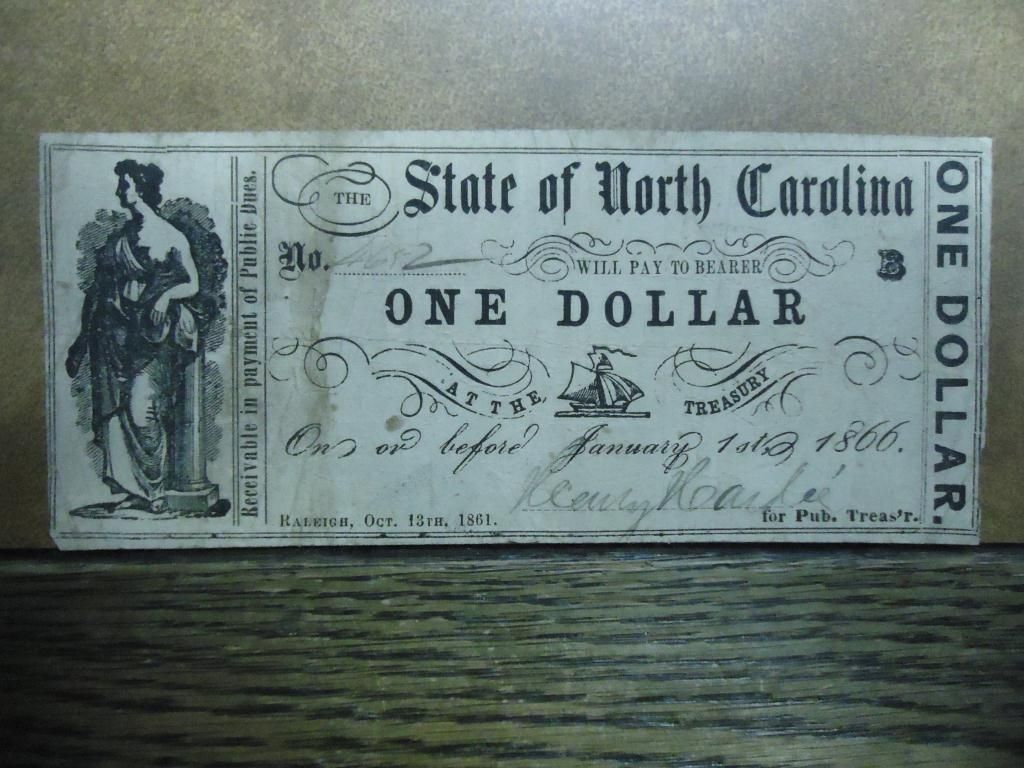 Receivable in payment of Public Dues.
THE State of North Carolina
No.
WILL PAY TO BEARER
B
ONE DOLLAR
AT THE TREASURY
On or before January 1st, 1866.
RALEIGH, OCT. 13TH, 1861.
for Pub. Treas'r.
ONE DOLLAR.